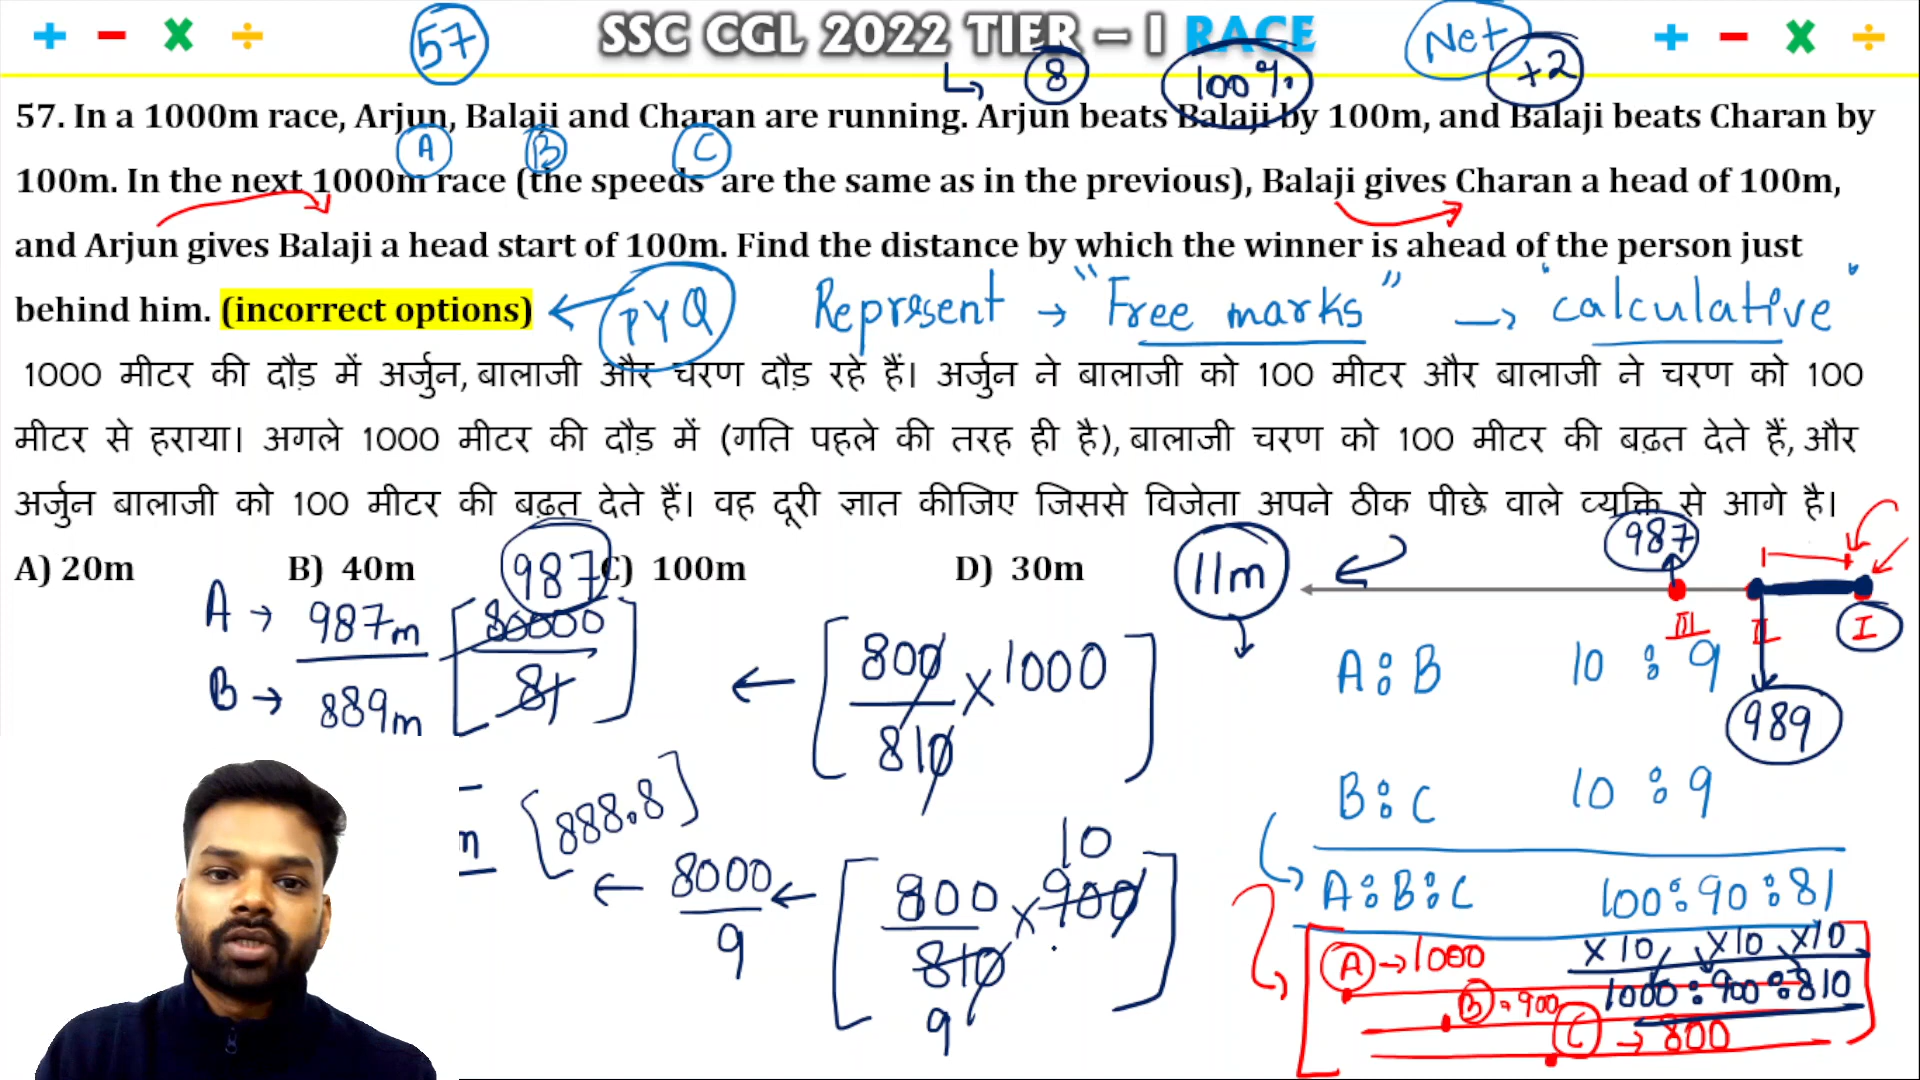 + - × ÷ 57 SSC CGL 2022 TIER – I RACE Net + - × ÷
↳ 8 100% +2
57. In a 1000m race, Arjun, Balaji and Charan are running. Arjun beats Balaji by 100m, and Balaji beats Charan by
A B C
100m. In the next 1000m race (the speeds are the same as in the previous), Balaji gives Charan a head of 100m,
and Arjun gives Balaji a head start of 100m. Find the distance by which the winner is ahead of the person just
behind him. (incorrect options) ← PYQ Represent → "Free marks" → "calculative"
1000 मीटर की दौड़ में अर्जुन, बालाजी और चरण दौड़ रहे हैं। अर्जुन ने बालाजी को 100 मीटर और बालाजी ने चरण को 100
मीटर से हराया। अगले 1000 मीटर की दौड़ में (गति पहले की तरह ही है), बालाजी चरण को 100 मीटर की बढ़त देते हैं, और
अर्जुन बालाजी को 100 मीटर की बढ़त देते हैं। वह दूरी ज्ञात कीजिए जिससे विजेता अपने ठीक पीछे वाले व्यक्ति से आगे है।
A) 20m B) 40m C) 100m D) 30m
987 11m ← 987
III II I
989
A → 987m [80000/81]
B → 889m
← [800/810 × 1000]
[888.8] ← 8000/9 ← [800/810 × 900]
10
9
m
A:B 10 : 9
B:C 10 : 9
A:B:C 100:90:81
×10 ×10 ×10
A → 1000 1000:900:810
B → 900
C → 800